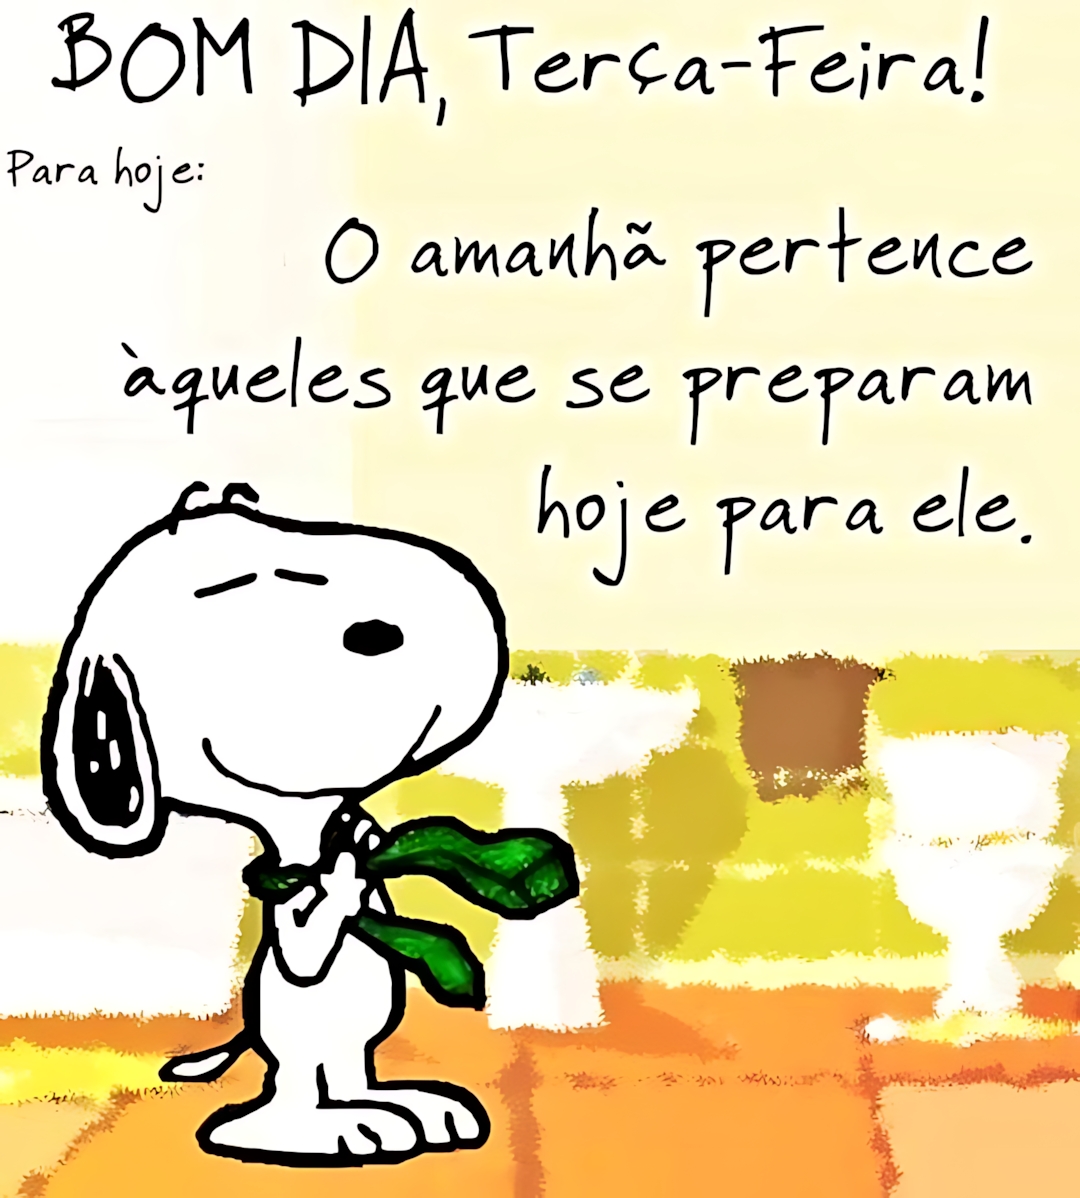 BOM DIA, Terça-Feira!
Para hoje:
O amanhã pertence
àqueles que se preparam
hoje para ele.